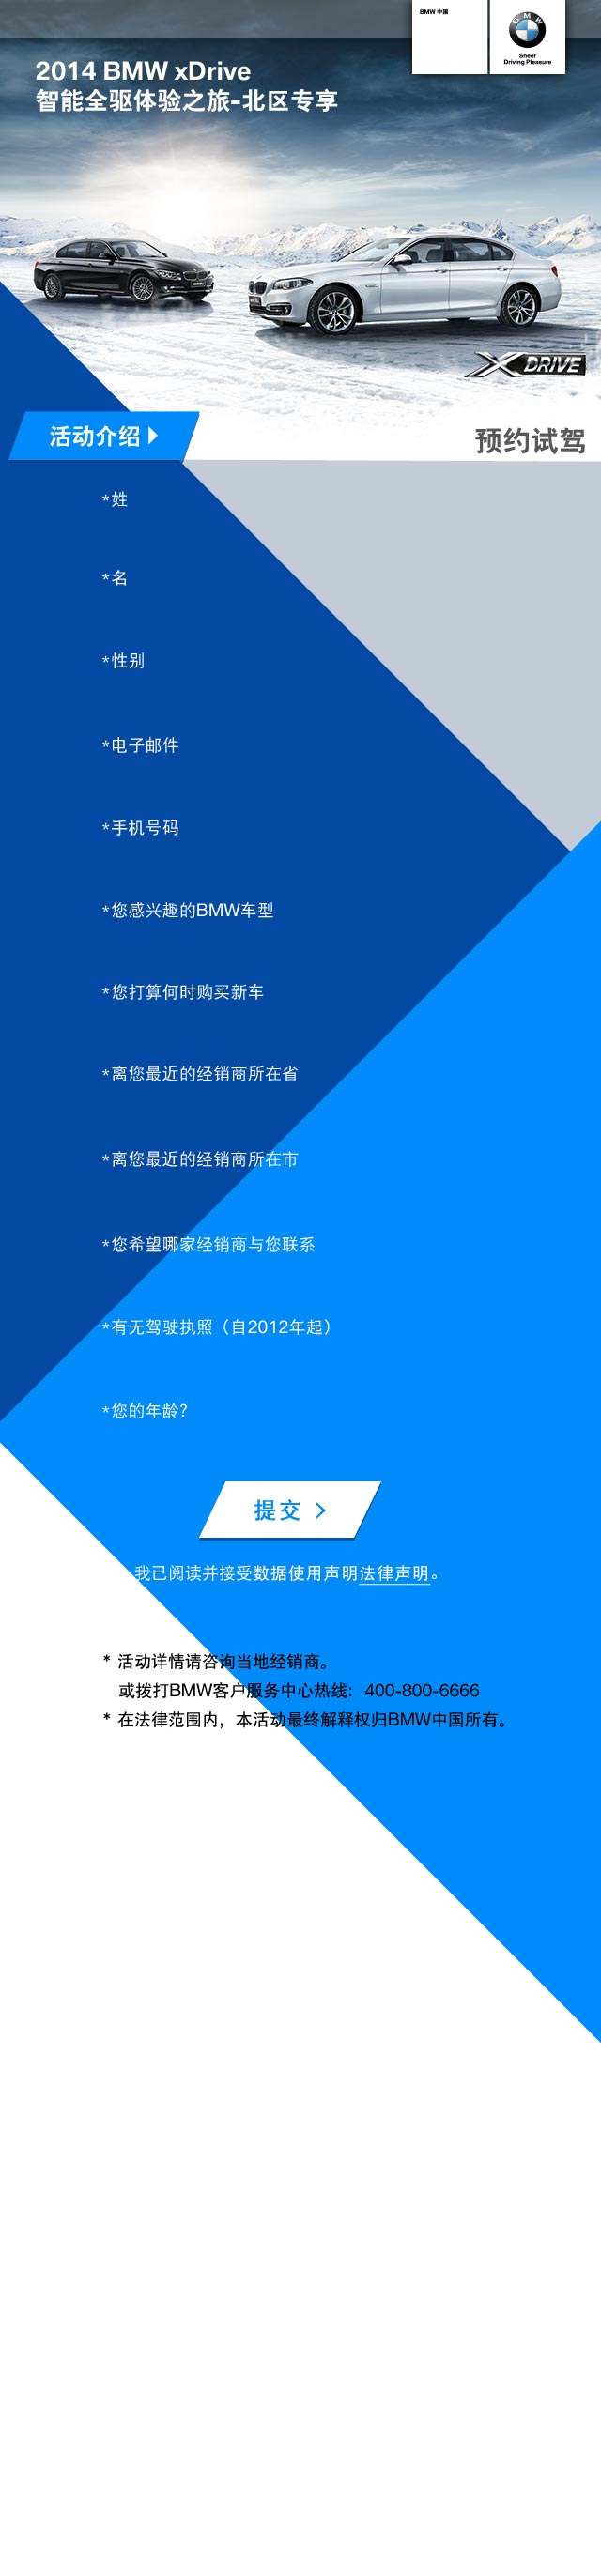 BMW 中国
BMW
Sheer
Driving Pleasure
2014 BMW xDrive
智能全驱体验之旅-北区专享
XDRIVE
活动介绍
预约试驾
*姓
*名
*性别
*电子邮件
*手机号码
*您感兴趣的BMW车型
*您打算何时购买新车
*离您最近的经销商所在省
*离您最近的经销商所在市
*您希望哪家经销商与您联系
*有无驾驶执照（自2012年起）
*您的年龄？
提交 >
我已阅读并接受数据使用声明法律声明。
* 活动详情请咨询当地经销商。
或拨打BMW客户服务中心热线：400-800-6666
* 在法律范围内，本活动最终解释权归BMW中国所有。